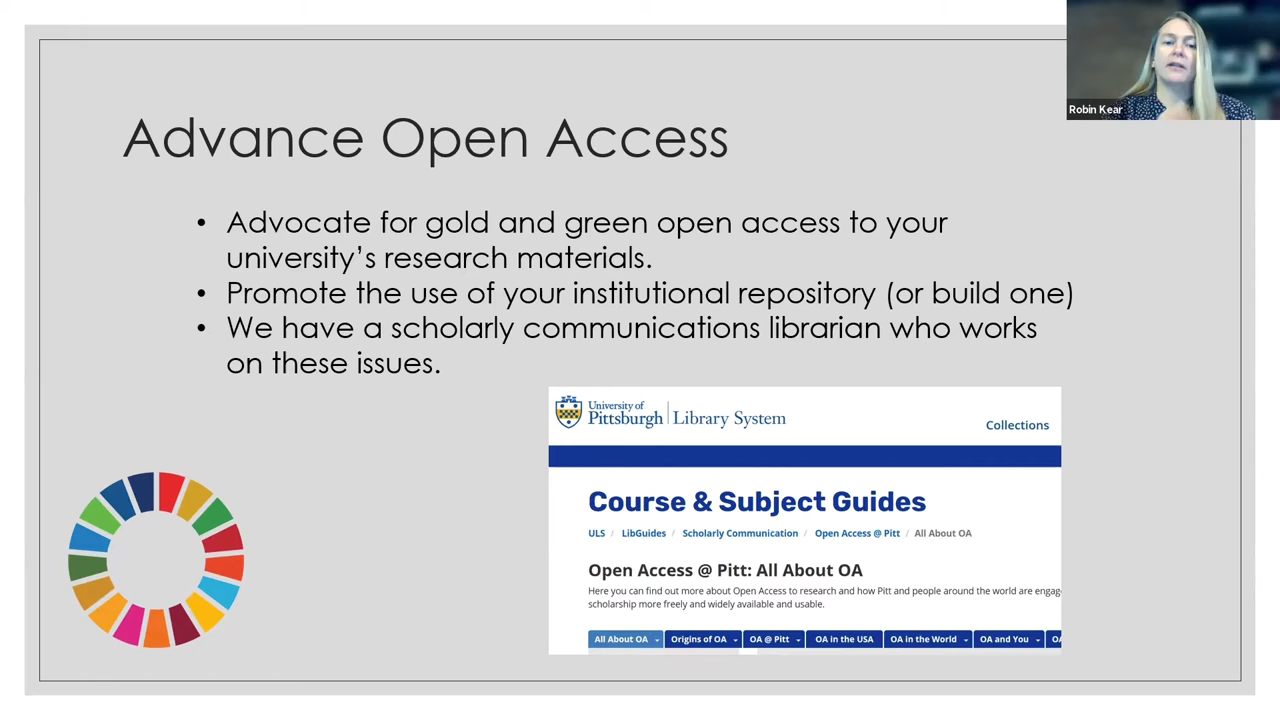 Robin Kear
Advance Open Access
• Advocate for gold and green open access to your
university’s research materials.
• Promote the use of your institutional repository (or build one)
• We have a scholarly communications librarian who works
on these issues.
University of
Pittsburgh
Library System
Collections
Course & Subject Guides
ULS / LibGuides / Scholarly Communication / Open Access @ Pitt / All About OA
Open Access @ Pitt: All About OA
Here you can find out more about Open Access to research and how Pitt and people around the world are engag
scholarship more freely and widely available and usable.
All About OA Origins of OA OA @ Pitt OA in the USA OA in the World OA and You OA